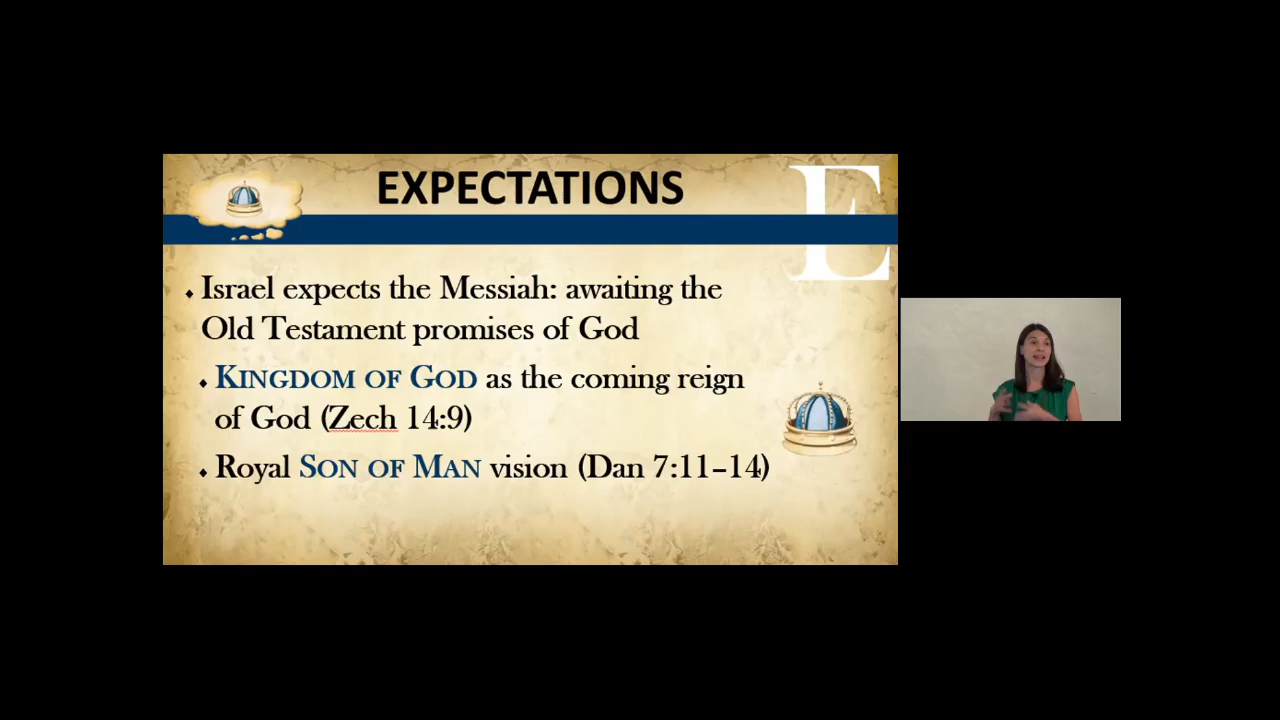 EXPECTATIONS
E
⬩ Israel expects the Messiah: awaiting the
Old Testament promises of God
⬩ KINGDOM OF GOD as the coming reign
of God (Zech 14:9)
⬩ Royal SON OF MAN vision (Dan 7:11–14)